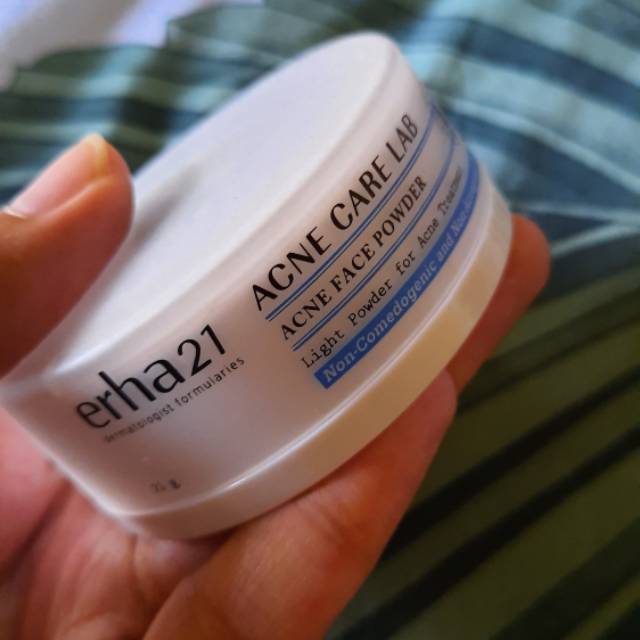 erha21
dermatologist formularies
ACNE CARE LAB
ACNE FACE POWDER
Light Powder for Acne Treatment
Non-Comedogenic and
g